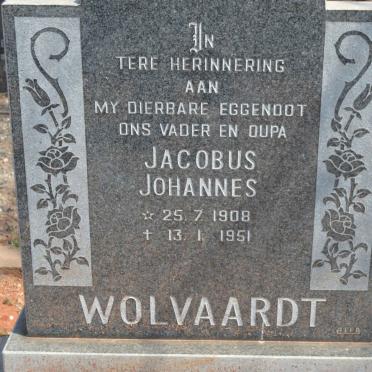 In
TERE HERINNERING
AAN
MY DIERBARE EGGENOOT
ONS VADER EN OUPA
JACOBUS
JOHANNES
☆ 25. 7. 1908
† 13. 1. 1951
WOLVAARDT